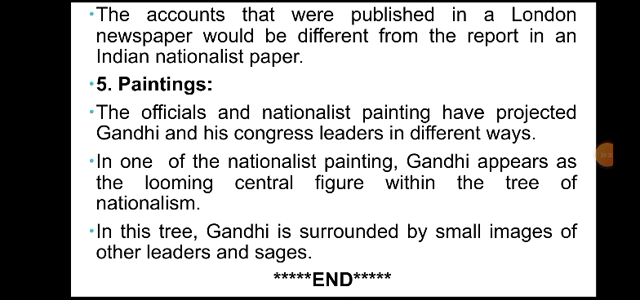 •The accounts that were published in a London
newspaper would be different from the report in an
Indian nationalist paper.
•5. Paintings:
•The officials and nationalist painting have projected
Gandhi and his congress leaders in different ways.
•In one of the nationalist painting, Gandhi appears as
the looming central figure within the tree of
nationalism.
•In this tree, Gandhi is surrounded by small images of
other leaders and sages.
*****END*****